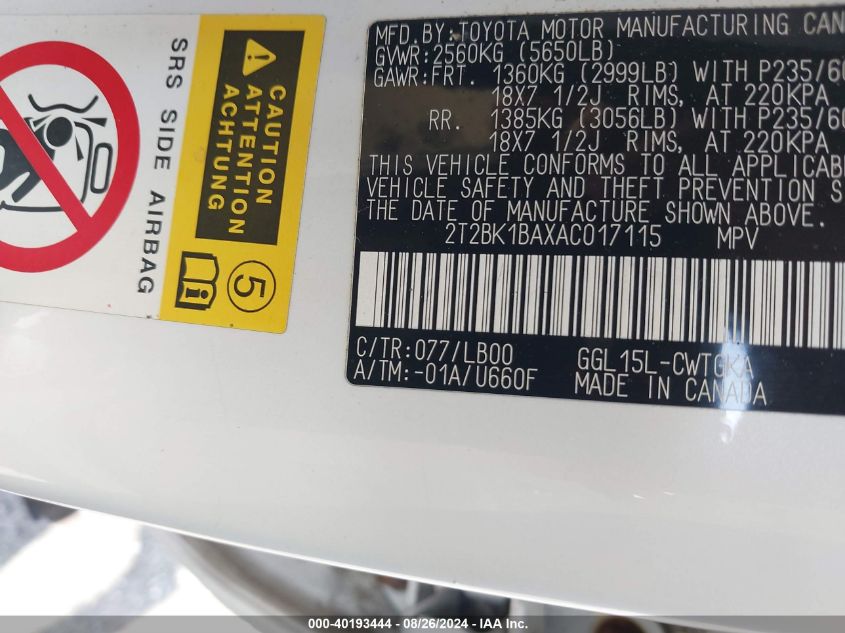 SRS SIDE AIRBAG
CAUTION
ATTENTION
ACHTUNG
5
MFD. BY: TOYOTA MOTOR MANUFACTURING CAN
GVWR: 2560KG (5650LB)
GAWR: FRT. 1360KG (2999LB) WITH P235/60
18X7 1/2J RIMS, AT 220KPA
RR. 1385KG (3056LB) WITH P235/60
18X7 1/2J RIMS, AT 220KPA
THIS VEHICLE CONFORMS TO ALL APPLICAB
VEHICLE SAFETY AND THEFT PREVENTION S
THE DATE OF MANUFACTURE SHOWN ABOVE.
2T2BK1BAXAC017115 MPV
C/TR: 077/LB00 GGL15L-CWTGKA
A/TM: -01A/U660F MADE IN CANADA
000-40193444 - 08/26/2024 - IAA Inc.